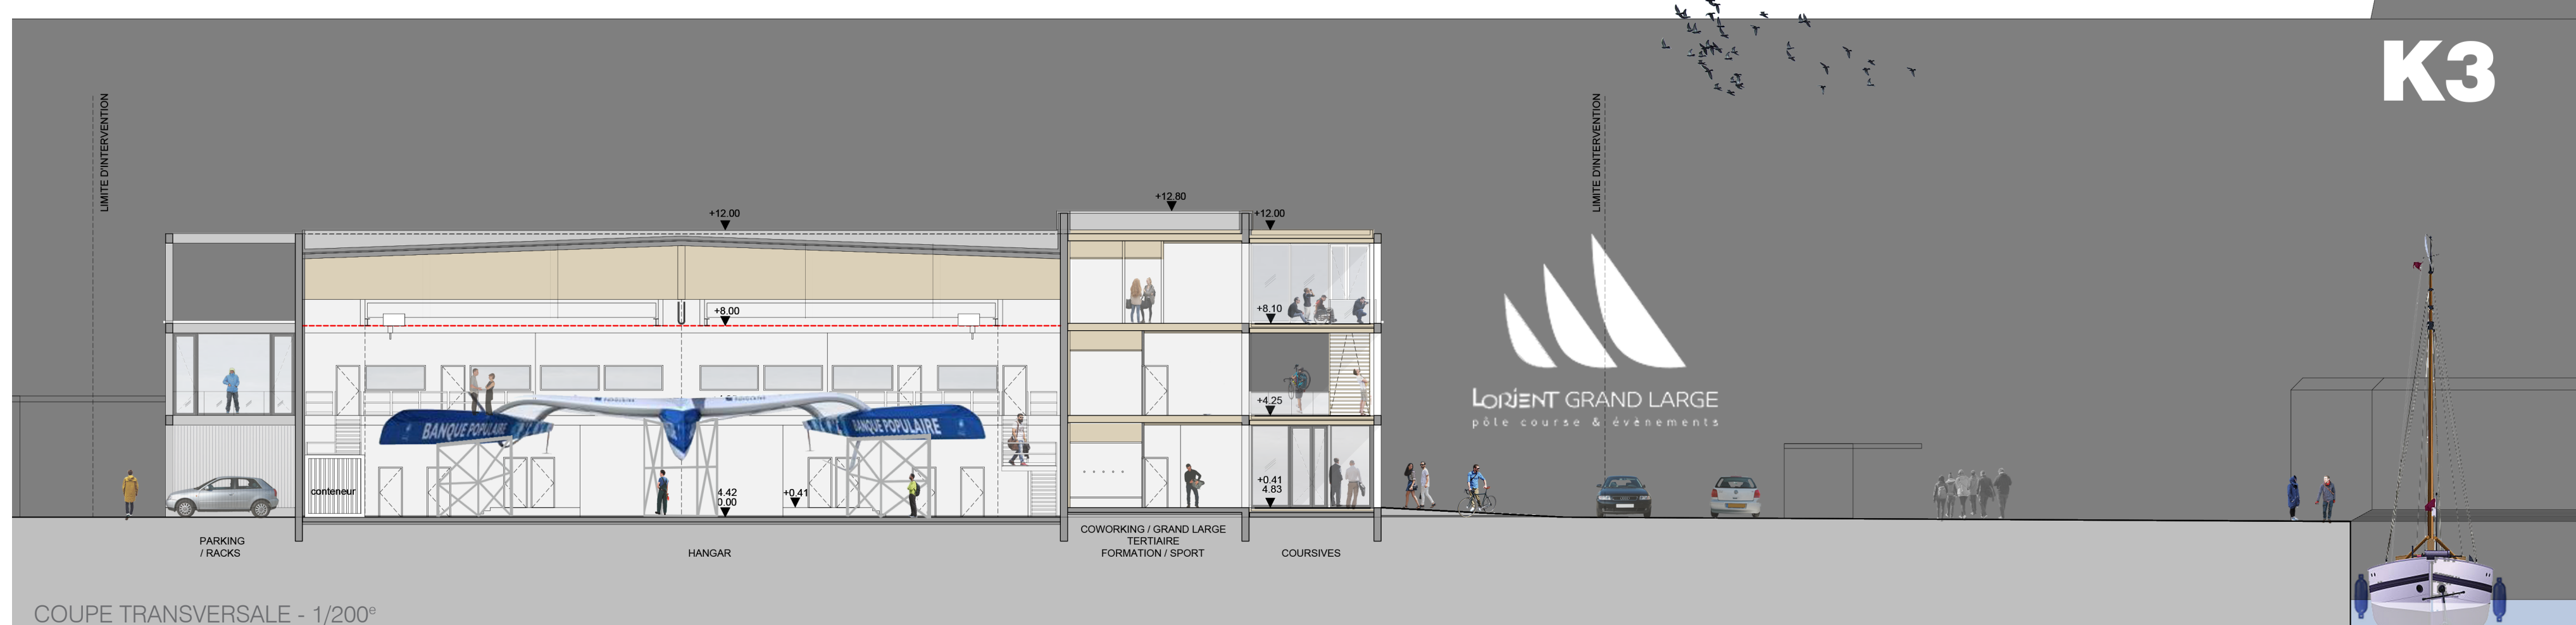 K3
LIMITE D'INTERVENTION
LIMITE D'INTERVENTION
+12.80
+12.00
+12.00
+8.00
+8.10
+4.25
LORIENT GRAND LARGE
pôle course & évènements
BANQUE POPULAIRE
BANQUE POPULAIRE
conteneur
4.42
0.00
+0.41
+0.41
4.83
PARKING
/ RACKS
HANGAR
COWORKING / GRAND LARGE
TERTIAIRE
FORMATION / SPORT
COURSIVES
COUPE TRANSVERSALE - 1/200e